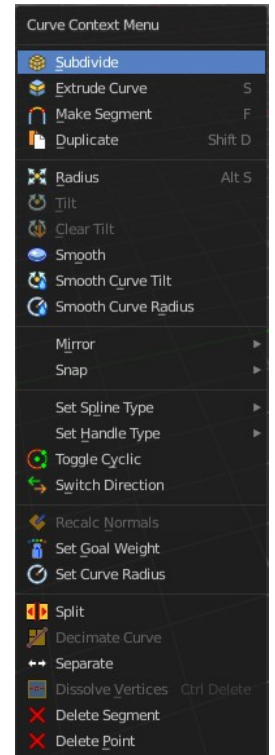 Curve Context Menu
Subdivide
Extrude Curve S
Make Segment F
Duplicate Shift D
Radius Alt S
Tilt
Clear Tilt
Smooth
Smooth Curve Tilt
Smooth Curve Radius
Mirror
Snap
Set Spline Type
Set Handle Type
Toggle Cyclic
Switch Direction
Recalc Normals
Set Goal Weight
Set Curve Radius
Split
Decimate Curve
Separate
Dissolve Vertices Ctrl Delete
Delete Segment
Delete Point